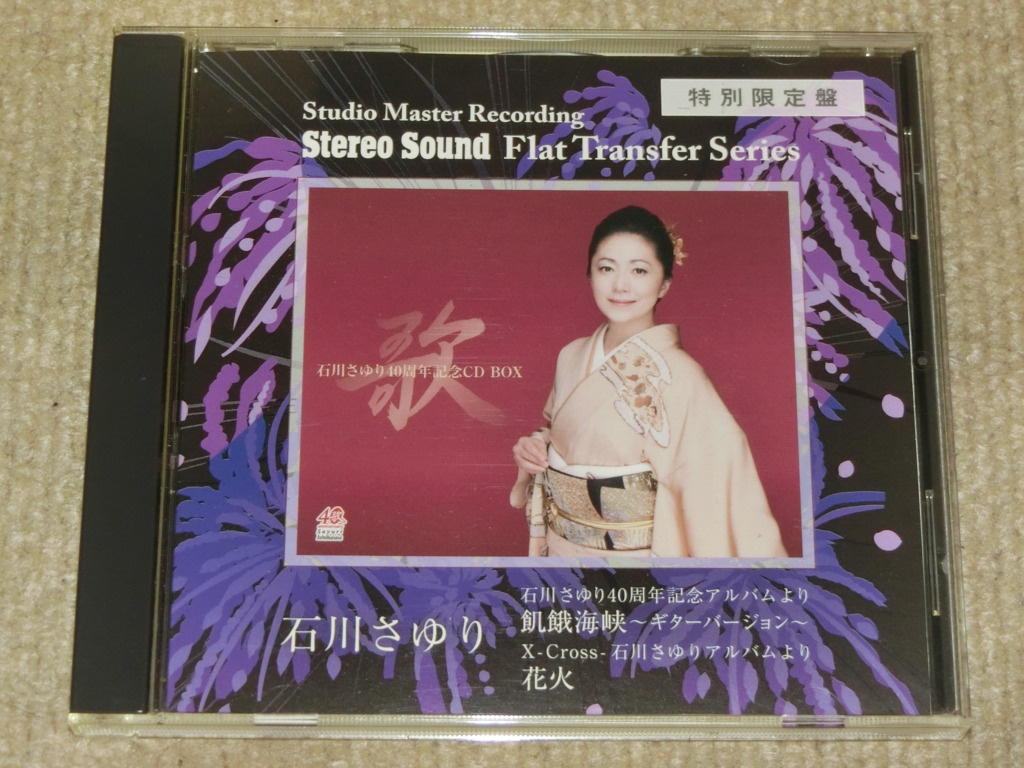 特別限定盤
Studio Master Recording
Stereo Sound Flat Transfer Series
歌
石川さゆり40周年記念CD BOX
40
Sayuri
Ishikawa
石川さゆり40周年記念アルバムより
飢餓海峡～ギターバージョン～
X-Cross-石川さゆりアルバムより
花火
石川さゆり